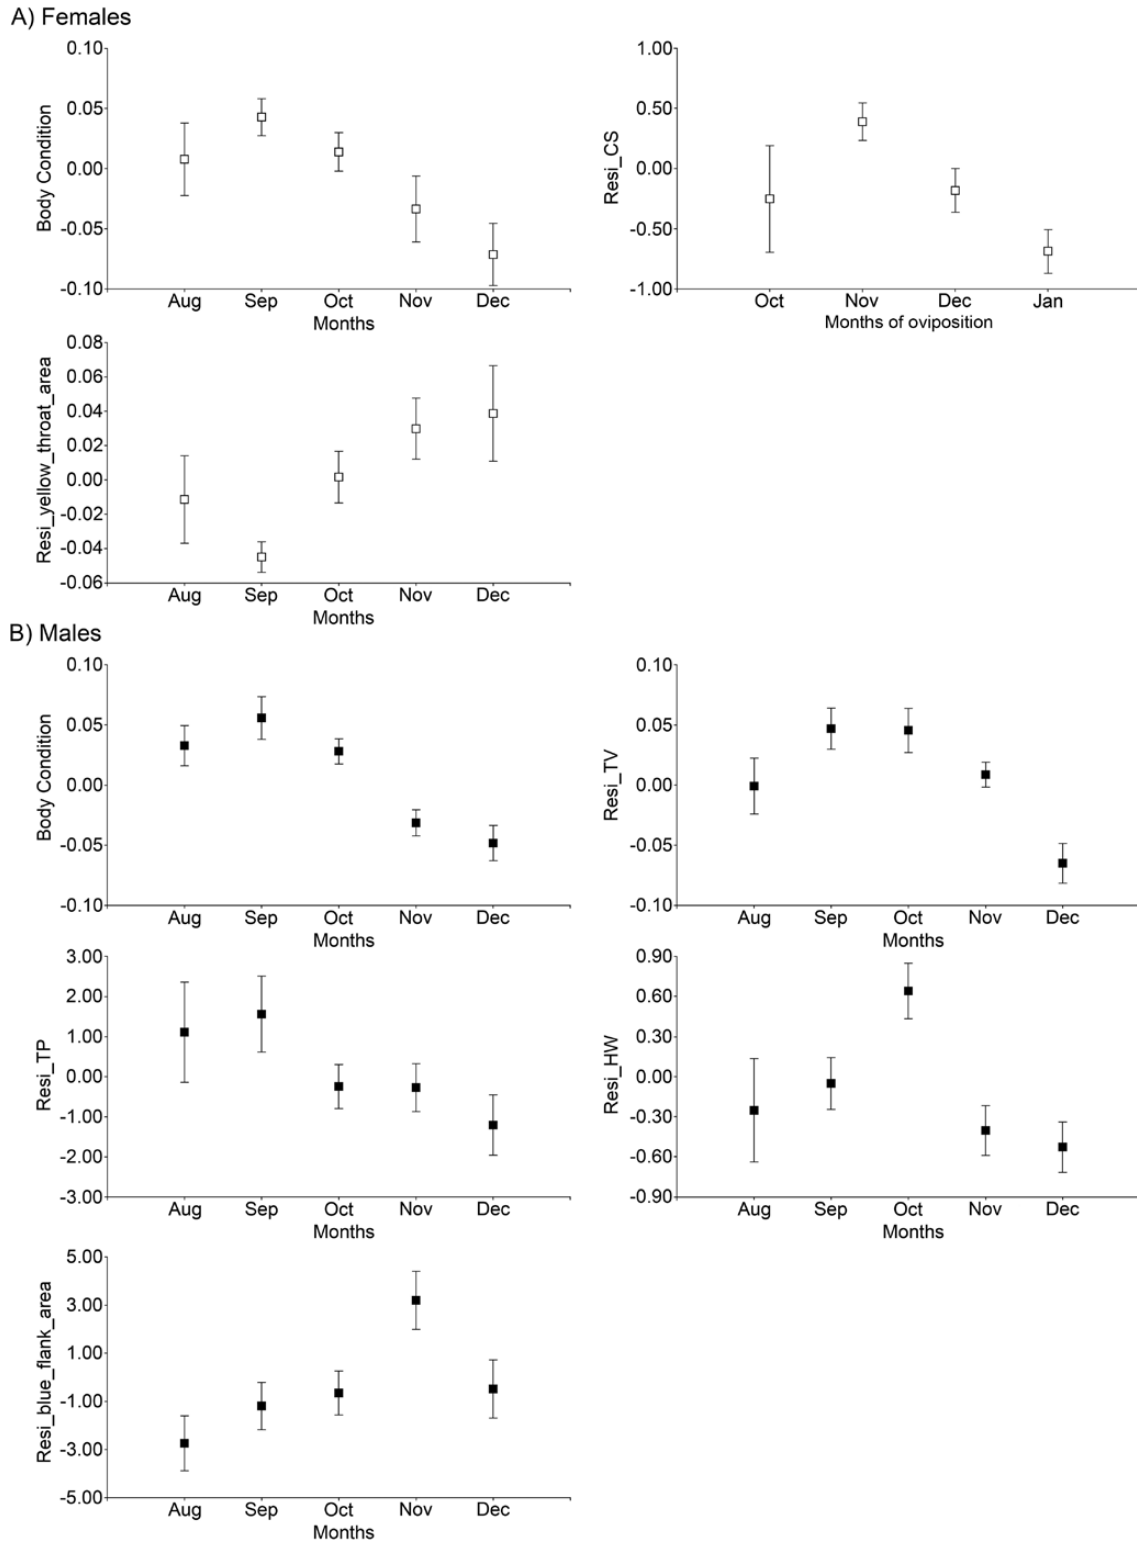 A) Females
0.10
0.05
0.00
-0.05
-0.10
Body Condition
Aug Sep Oct Nov Dec
Months
1.00
0.50
0.00
-0.50
-1.00
Resi_CS
Oct Nov Dec Jan
Months of oviposition
0.08
0.06
0.04
0.02
0.00
-0.02
-0.04
-0.06
Resi_yellow_throat_area
Aug Sep Oct Nov Dec
Months
B) Males
0.10
0.05
0.00
-0.05
-0.10
Body Condition
Aug Sep Oct Nov Dec
Months
0.10
0.05
0.00
-0.05
-0.10
Resi_TV
Aug Sep Oct Nov Dec
Months
3.00
2.00
1.00
0.00
-1.00
-2.00
-3.00
Resi_TP
Aug Sep Oct Nov Dec
Months
0.90
0.60
0.30
0.00
-0.30
-0.60
-0.90
Resi_HW
Aug Sep Oct Nov Dec
Months
5.00
3.00
1.00
-1.00
-3.00
-5.00
Resi_blue_flank_area
Aug Sep Oct Nov Dec
Months